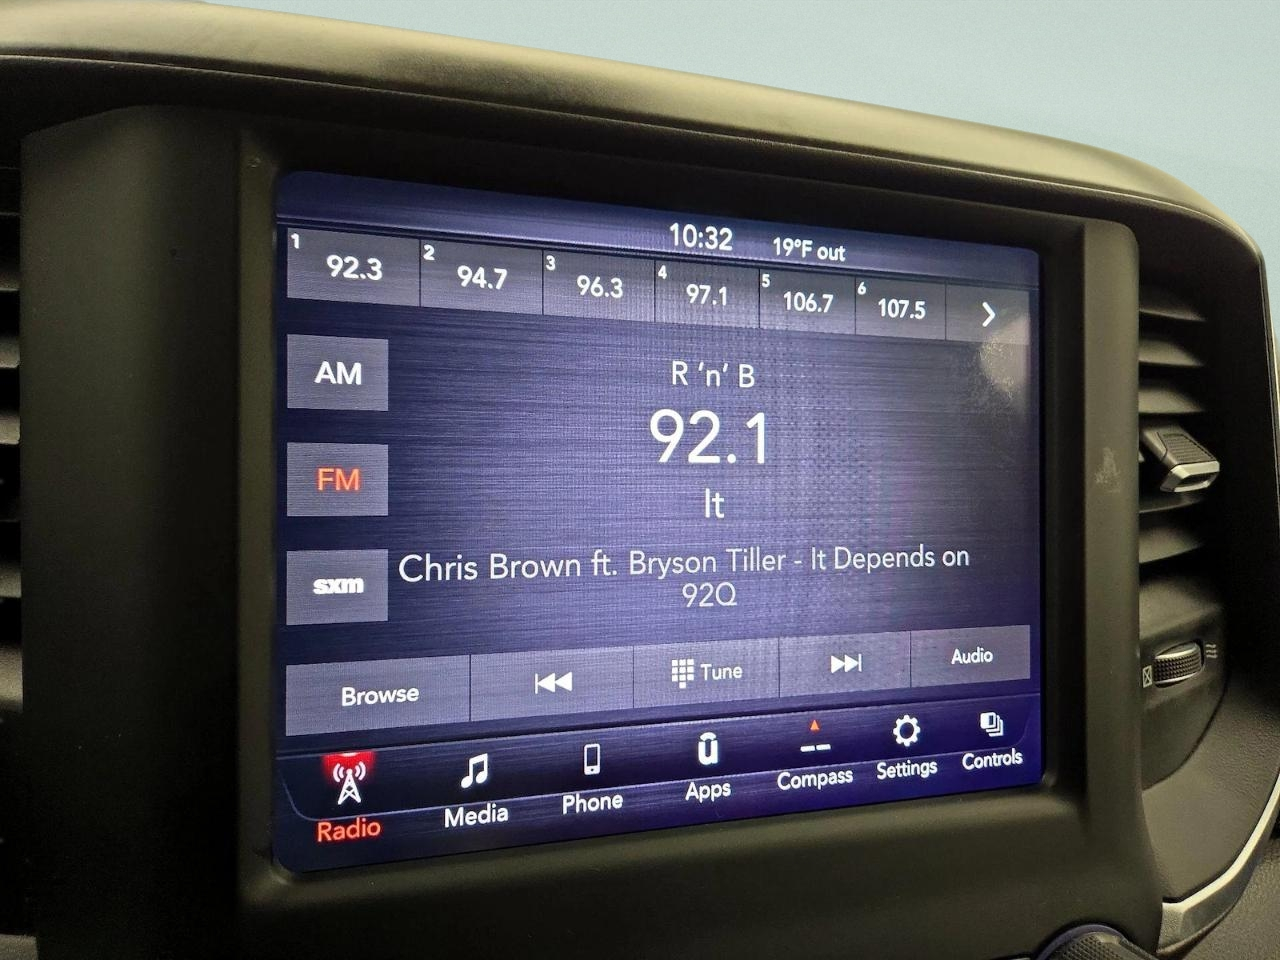 10:32 19°F out
1 92.3 2 94.7 3 96.3 4 97.1 5 106.7 6 107.5
AM
FM
sxm
R 'n' B
92.1
It
Chris Brown ft. Bryson Tiller - It Depends on
92Q
Browse Tune Audio
Radio Media Phone Apps Compass Settings Controls